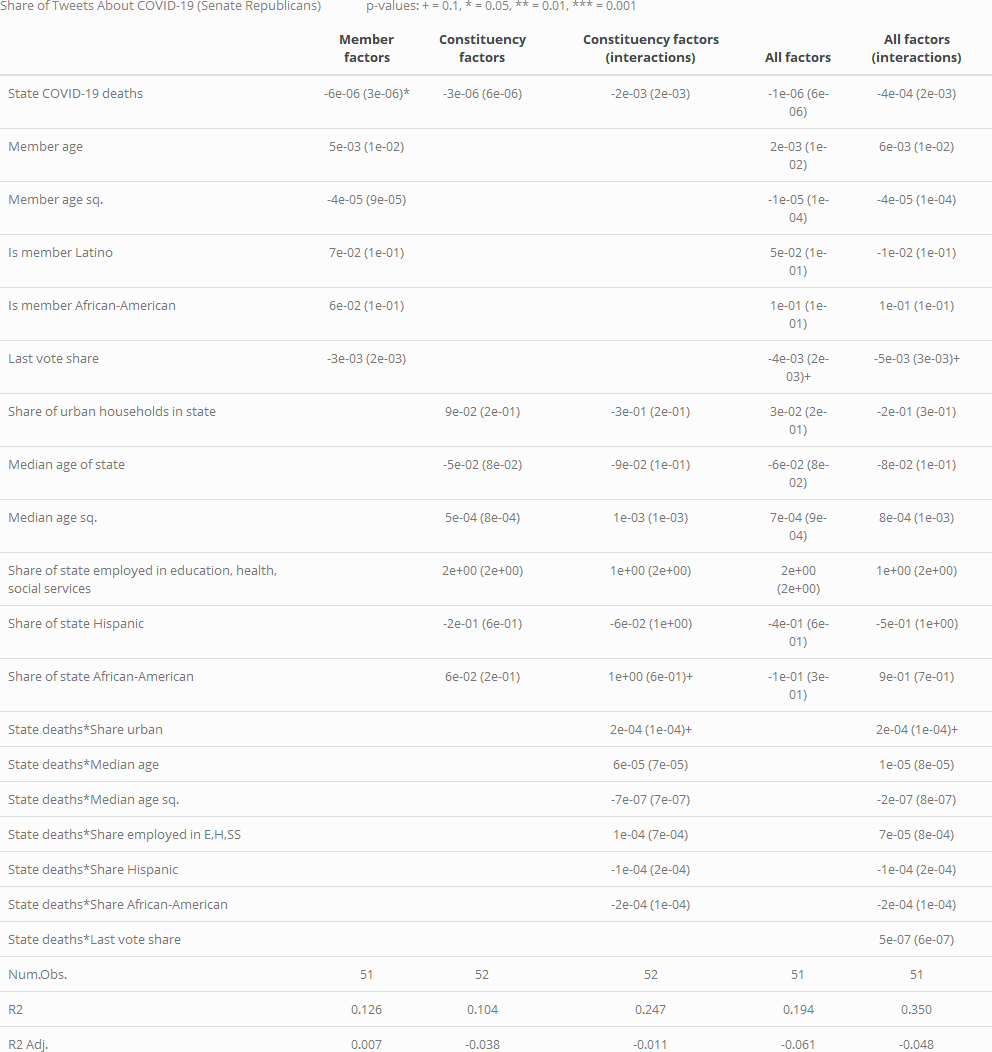 Share of Tweets About COVID-19 (Senate Republicans) p-values: + = 0.1, * = 0.05, ** = 0.01, *** = 0.001
Member factors Constituency factors Constituency factors (interactions) All factors All factors (interactions)
State COVID-19 deaths -6e-06 (3e-06)* -3e-06 (6e-06) -2e-03 (2e-03) -1e-06 (6e-06) -4e-04 (2e-03)
Member age 5e-03 (1e-02) 2e-03 (1e-02) 6e-03 (1e-02)
Member age sq. -4e-05 (9e-05) -1e-05 (1e-04) -4e-05 (1e-04)
Is member Latino 7e-02 (1e-01) 5e-02 (1e-01) -1e-02 (1e-01)
Is member African-American 6e-02 (1e-01) 1e-01 (1e-01) 1e-01 (1e-01)
Last vote share -3e-03 (2e-03) -4e-03 (2e-03)+ -5e-03 (3e-03)+
Share of urban households in state 9e-02 (2e-01) -3e-01 (2e-01) 3e-02 (2e-01) -2e-01 (3e-01)
Median age of state -5e-02 (8e-02) -9e-02 (1e-01) -6e-02 (8e-02) -8e-02 (1e-01)
Median age sq. 5e-04 (8e-04) 1e-03 (1e-03) 7e-04 (9e-04) 8e-04 (1e-03)
Share of state employed in education, health, social services 2e+00 (2e+00) 1e+00 (2e+00) 2e+00 (2e+00) 1e+00 (2e+00)
Share of state Hispanic -2e-01 (6e-01) -6e-02 (1e+00) -4e-01 (6e-01) -5e-01 (1e+00)
Share of state African-American 6e-02 (2e-01) 1e+00 (6e-01)+ -1e-01 (3e-01) 9e-01 (7e-01)
State deaths*Share urban 2e-04 (1e-04)+ 2e-04 (1e-04)+
State deaths*Median age 6e-05 (7e-05) 1e-05 (8e-05)
State deaths*Median age sq. -7e-07 (7e-07) -2e-07 (8e-07)
State deaths*Share employed in E,H,SS 1e-04 (7e-04) 7e-05 (8e-04)
State deaths*Share Hispanic -1e-04 (2e-04) -1e-04 (2e-04)
State deaths*Share African-American -2e-04 (1e-04) -2e-04 (1e-04)
State deaths*Last vote share 5e-07 (6e-07)
Num.Obs. 51 52 52 51 51
R2 0.126 0.104 0.247 0.194 0.350
R2 Adj. 0.007 -0.038 -0.011 -0.061 -0.048